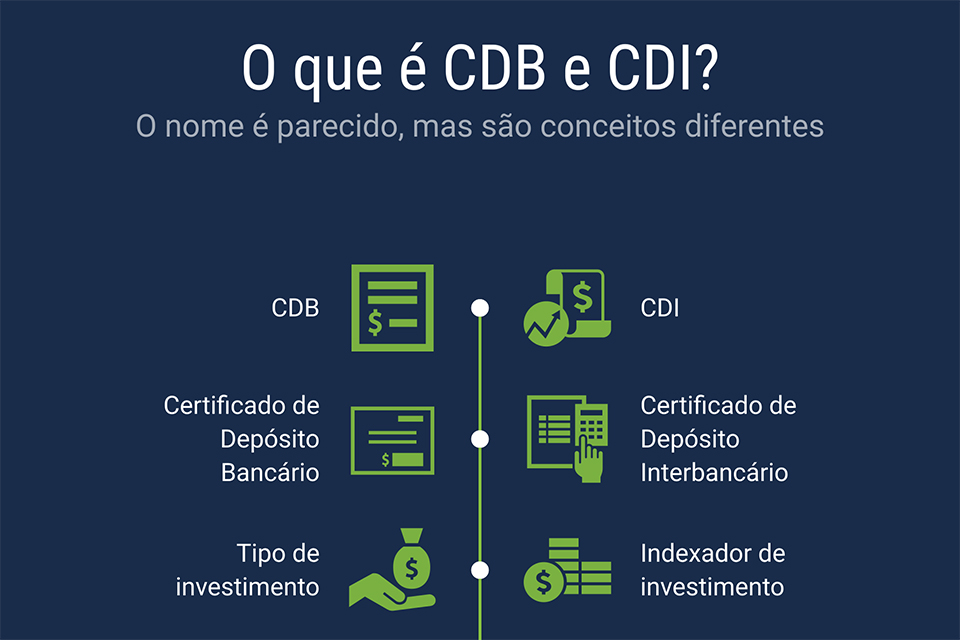 O que é CDB e CDI?
O nome é parecido, mas são conceitos diferentes
CDB
$
$
CDI
Certificado de
Depósito
Bancário
$
Certificado de
Depósito
Interbancário
Tipo de
investimento
$
$
Indexador de
investimento